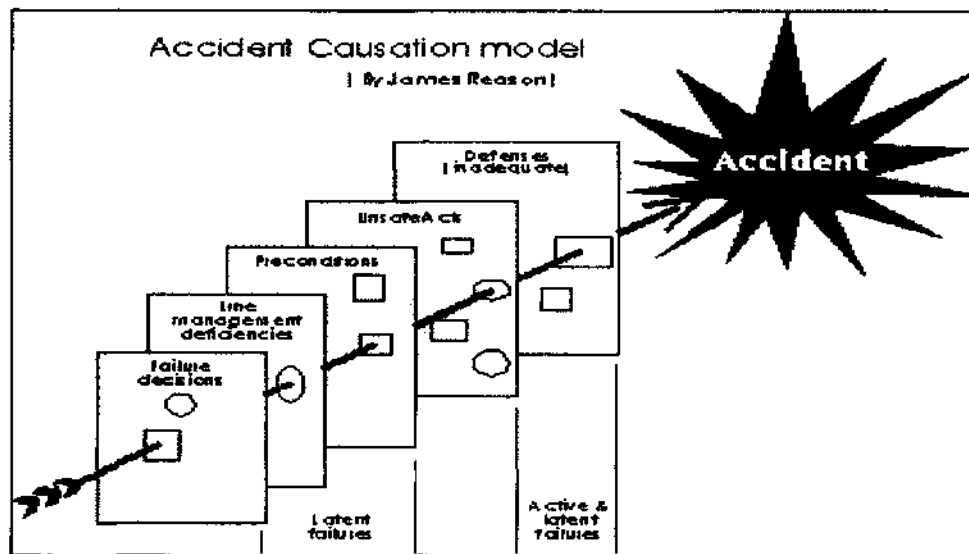 Accident Causation model
( By James Reason)
Accident
Defenses
(inadequate)
Unsafe Acts
Preconditions
Line
management
deficiencies
failure
decisions
Latent
failures
Active &
latent
failures